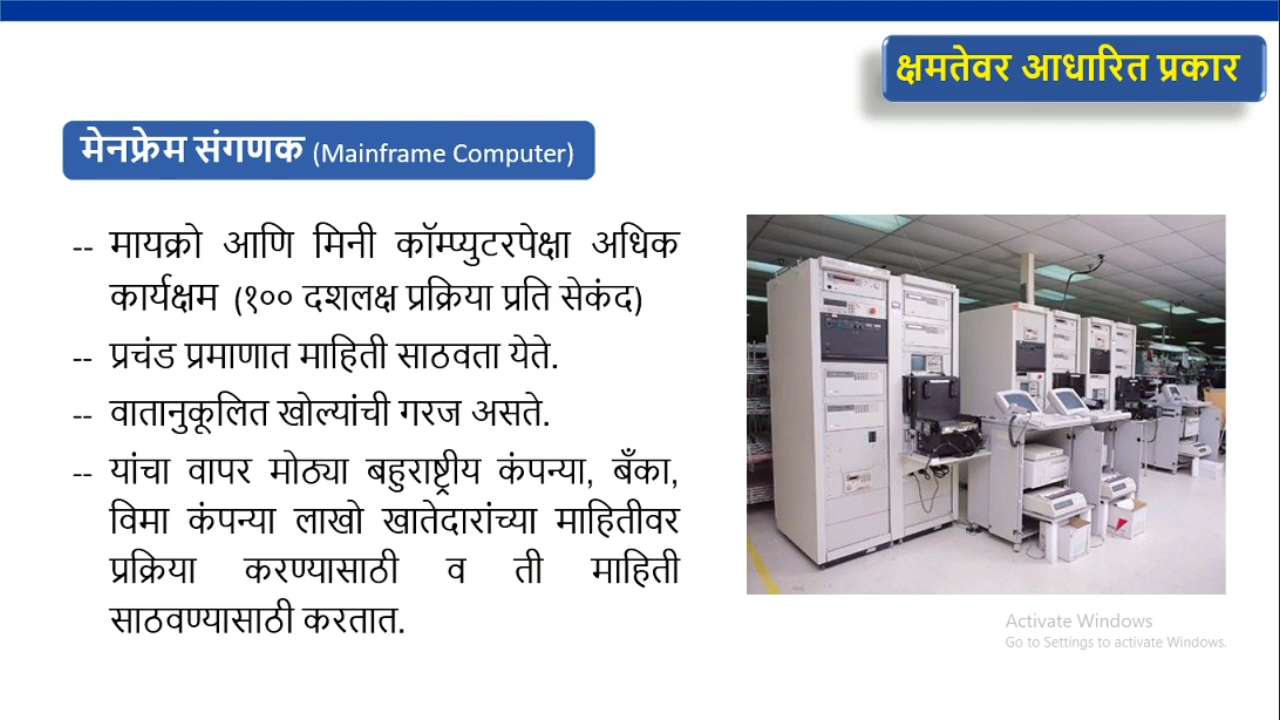 क्षमतेवर आधारित प्रकार
मेनफ्रेम संगणक (Mainframe Computer)
-- मायक्रो आणि मिनी कॉम्प्युटरपेक्षा अधिक
कार्यक्षम (१०० दशलक्ष प्रक्रिया प्रति सेकंद)
-- प्रचंड प्रमाणात माहिती साठवता येते.
-- वातानुकूलित खोल्यांची गरज असते.
-- यांचा वापर मोठ्या बहुराष्ट्रीय कंपन्या, बँका,
विमा कंपन्या लाखो खातेदारांच्या माहितीवर
प्रक्रिया करण्यासाठी व ती माहिती
साठवण्यासाठी करतात.
Activate Windows
Go to Settings to activate Windows.